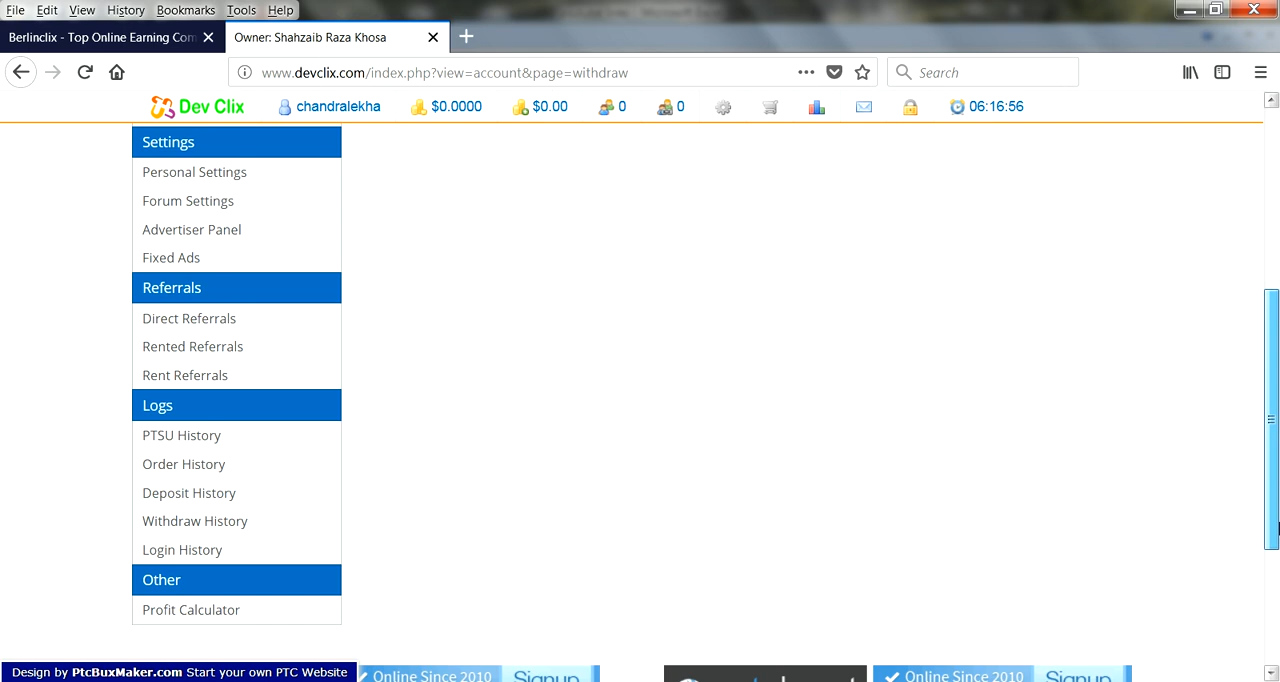 File Edit View History Bookmarks Tools Help
Berlinclix - Top Online Earning Com
Owner: Shahzaib Raza Khosa
www.devclix.com/index.php?view=account&page=withdraw
Search
Dev Clix chandralekha $0.0000 $0.00 0 0 06:16:56
Settings
Personal Settings
Forum Settings
Advertiser Panel
Fixed Ads
Referrals
Direct Referrals
Rented Referrals
Rent Referrals
Logs
PTSU History
Order History
Deposit History
Withdraw History
Login History
Other
Profit Calculator
Design by PtcBuxMaker.com Start your own PTC Website
Online Since 2010 Signup
Online Since 2010 Signup